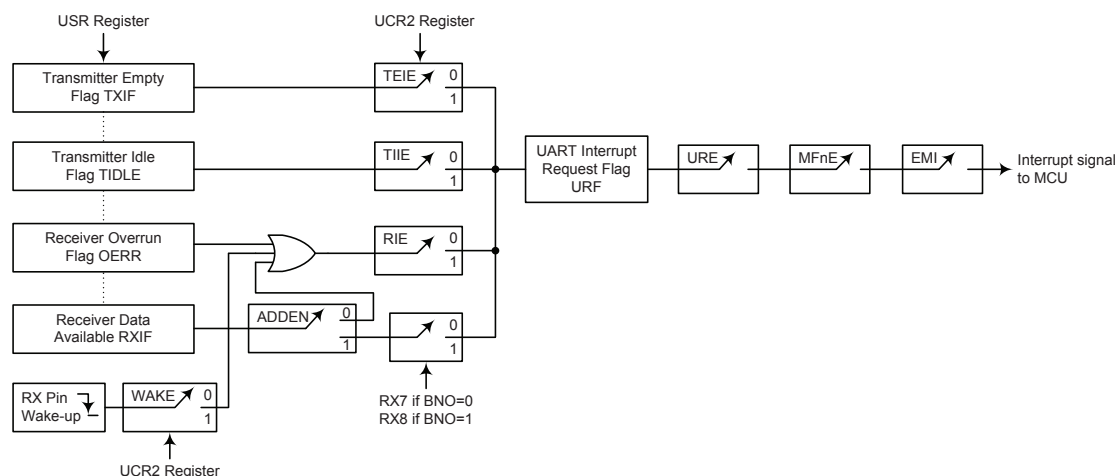 USR Register
UCR2 Register
Transmitter Empty
Flag TXIF
TEIE
0
1
Transmitter Idle
Flag TIDLE
TIIE
0
1
UART Interrupt
Request Flag
URF
URE
MFnE
EMI
Interrupt signal
to MCU
Receiver Overrun
Flag OERR
RIE
0
1
Receiver Data
Available RXIF
ADDEN
0
1
0
1
RX7 if BNO=0
RX8 if BNO=1
RX Pin
Wake-up
WAKE
0
1
UCR2 Register